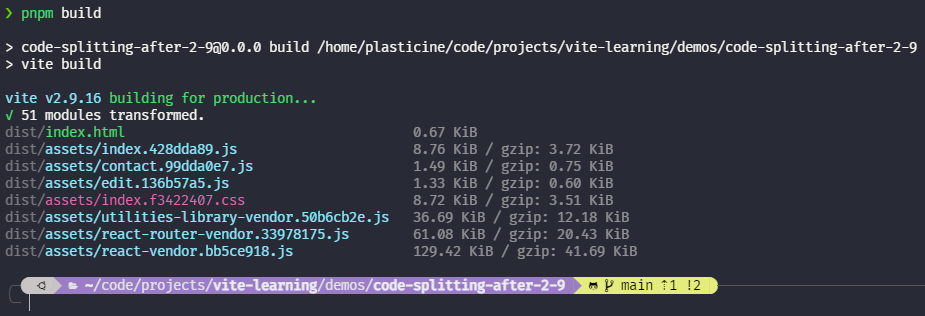 ❯ pnpm build
> code-splitting-after-2-9@0.0.0 build /home/plasticine/code/projects/vite-learning/demos/code-splitting-after-2-9
> vite build
vite v2.9.16 building for production...
✓ 51 modules transformed.
dist/index.html 0.67 KiB
dist/assets/index.428dda89.js 8.76 KiB / gzip: 3.72 KiB
dist/assets/contact.99dda0e7.js 1.49 KiB / gzip: 0.75 KiB
dist/assets/edit.136b57a5.js 1.33 KiB / gzip: 0.60 KiB
dist/assets/index.f3422407.css 8.72 KiB / gzip: 3.51 KiB
dist/assets/utilities-library-vendor.50b6cb2e.js 36.69 KiB / gzip: 12.18 KiB
dist/assets/react-router-vendor.33978175.js 61.08 KiB / gzip: 20.43 KiB
dist/assets/react-vendor.bb5ce918.js 129.42 KiB / gzip: 41.69 KiB
~/code/projects/vite-learning/demos/code-splitting-after-2-9 main ⇡1 !2